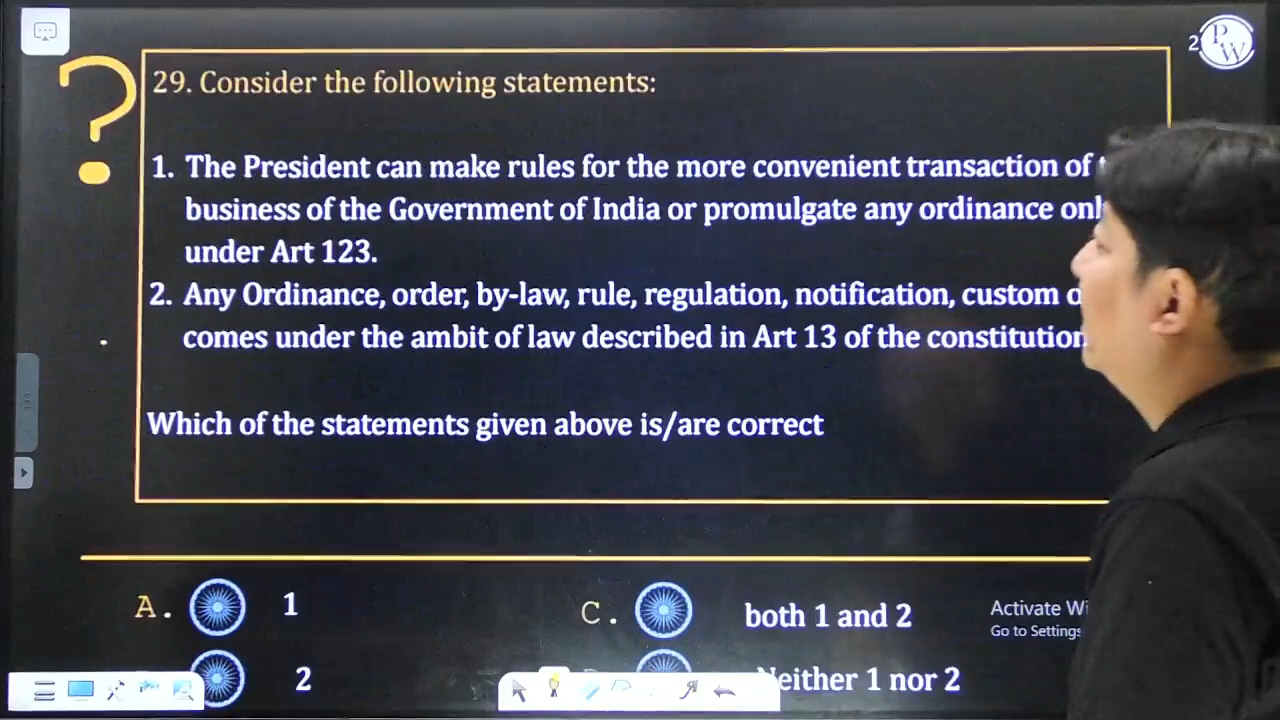 2
PW
29. Consider the following statements:
1. The President can make rules for the more convenient transaction of
business of the Government of India or promulgate any ordinance
under Art 123.
2. Any Ordinance, order, by-law, rule, regulation, notification, custom
comes under the ambit of law described in Art 13 of the constitution
Which of the statements given above is/are correct
A. 1
C. both 1 and 2
Activate
Go to Settings
2
Neither 1 nor 2